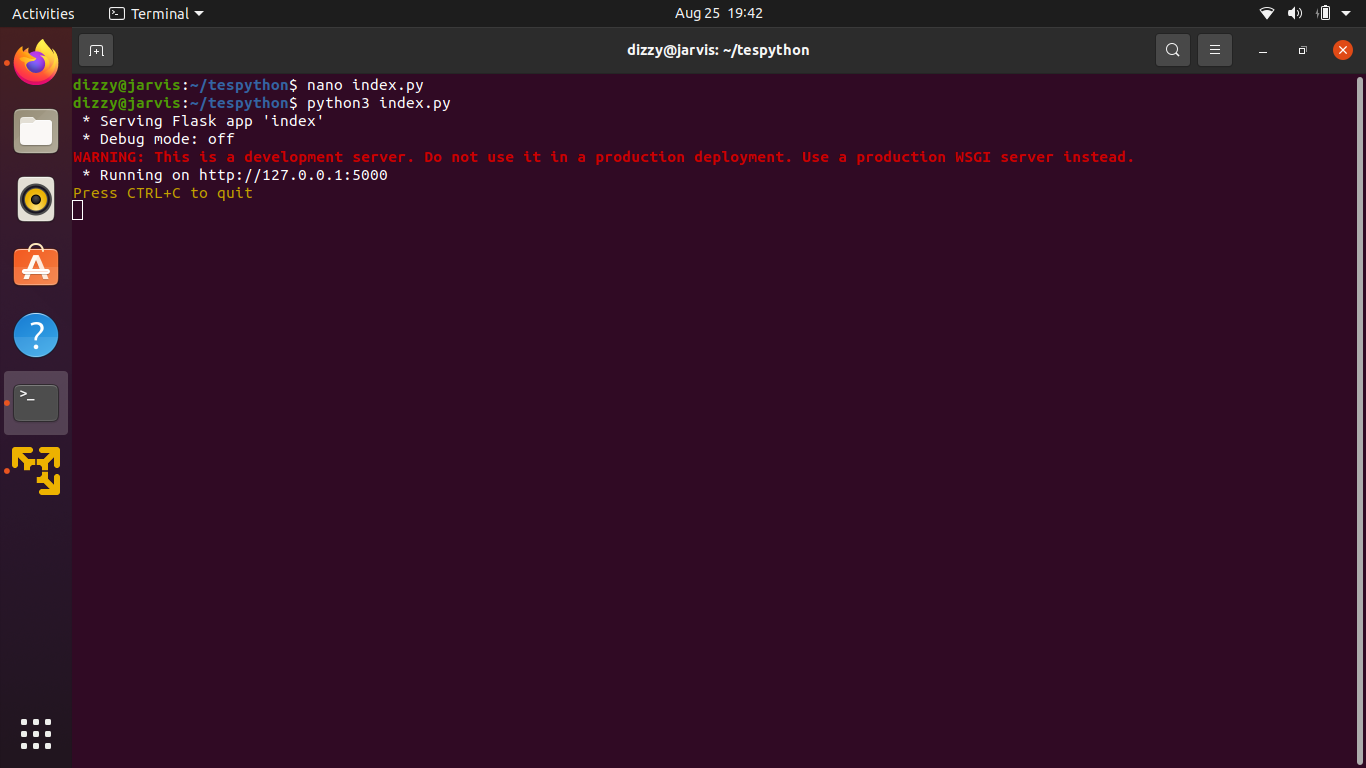 Activities Terminal Aug 25 19:42
dizzy@jarvis: ~/tespython
dizzy@jarvis:~/tespython$ nano index.py
dizzy@jarvis:~/tespython$ python3 index.py
 * Serving Flask app 'index'
 * Debug mode: off
WARNING: This is a development server. Do not use it in a production deployment. Use a production WSGI server instead.
 * Running on http://127.0.0.1:5000
Press CTRL+C to quit